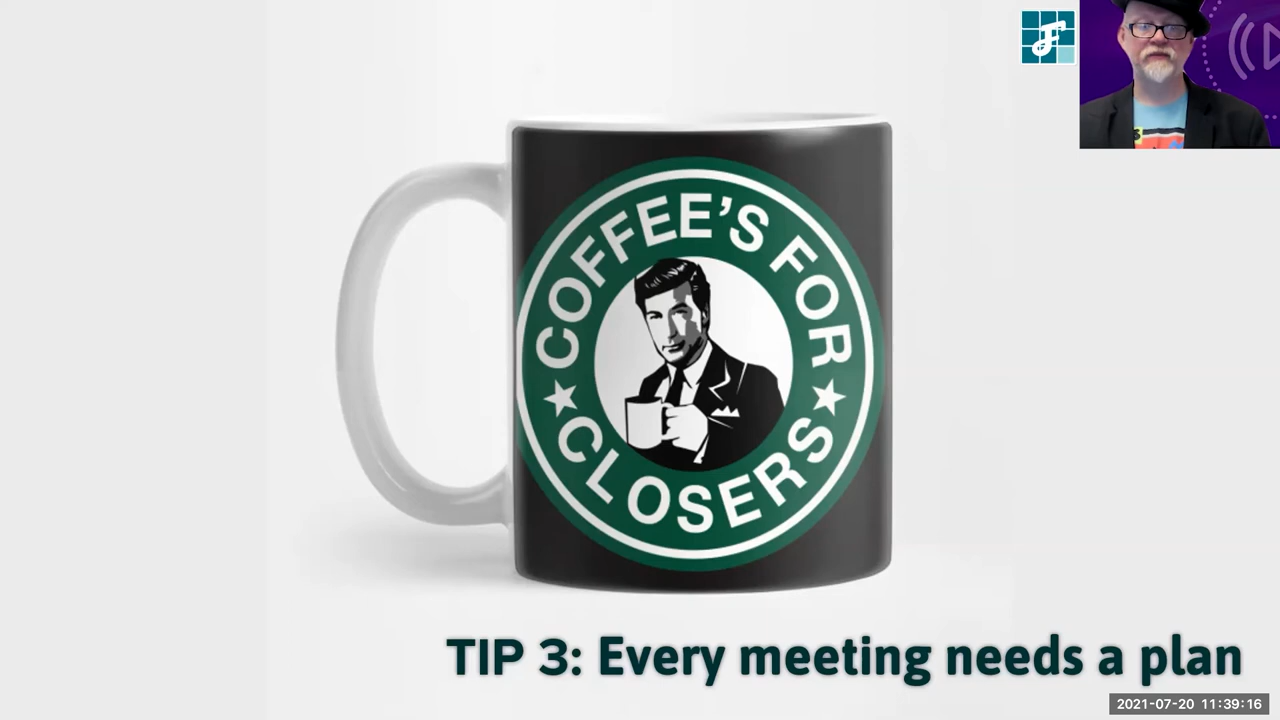 COFFEE'S FOR
CLOSERS
TIP 3: Every meeting needs a plan
2021-07-20 11:39:16